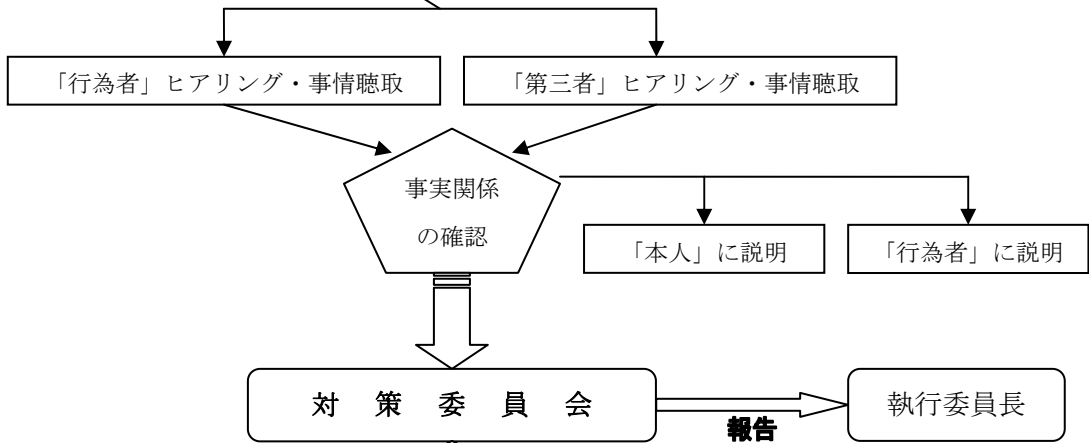 「行為者」ヒアリング・事情聴取
「第三者」ヒアリング・事情聴取
事実関係
の確認
「本人」に説明
「行為者」に説明
対 策 委 員 会
報告
執行委員長